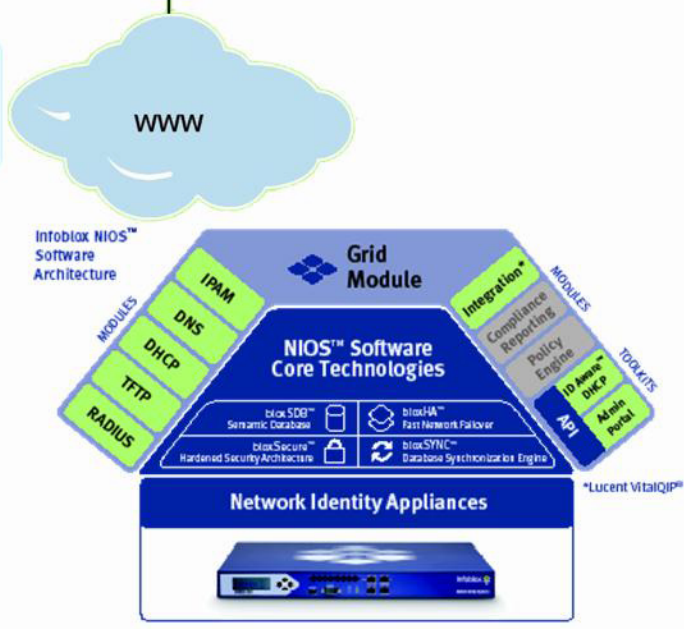 www
Infoblox NIOS™
Software
Architecture
Grid
Module
MODULES
IPAM
DNS
DHCP
TFTP
RADIUS
MODULES
Integration*
Compliance
Reporting
Policy
Engine
TOOLKITS
ID Aware™
DHCP
API
Admin
Portal
NIOS™ Software
Core Technologies
bloxSDB™
Semantic Database
bloxHA™
Fast Network Failover
bloxSecure™
Hardened Security Architecture
bloxSYNC™
Database Synchronization Engine
*Lucent VitalQIP®
Network Identity Appliances
Infoblox